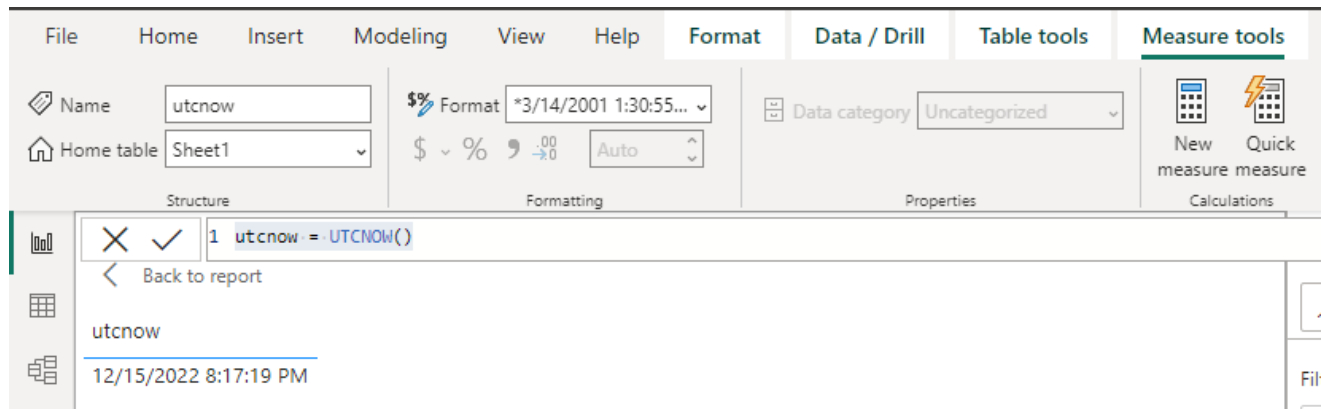 File Home Insert Modeling View Help Format Data / Drill Table tools Measure tools
Name utcnow
Home table Sheet1
Structure
$% Format *3/14/2001 1:30:55...
$ % 9 .00 →0 Auto
Formatting
Data category Uncategorized
Properties
New measure
Quick measure
Calculations
1 utcnow = UTCNOW()
Back to report
utcnow
12/15/2022 8:17:19 PM